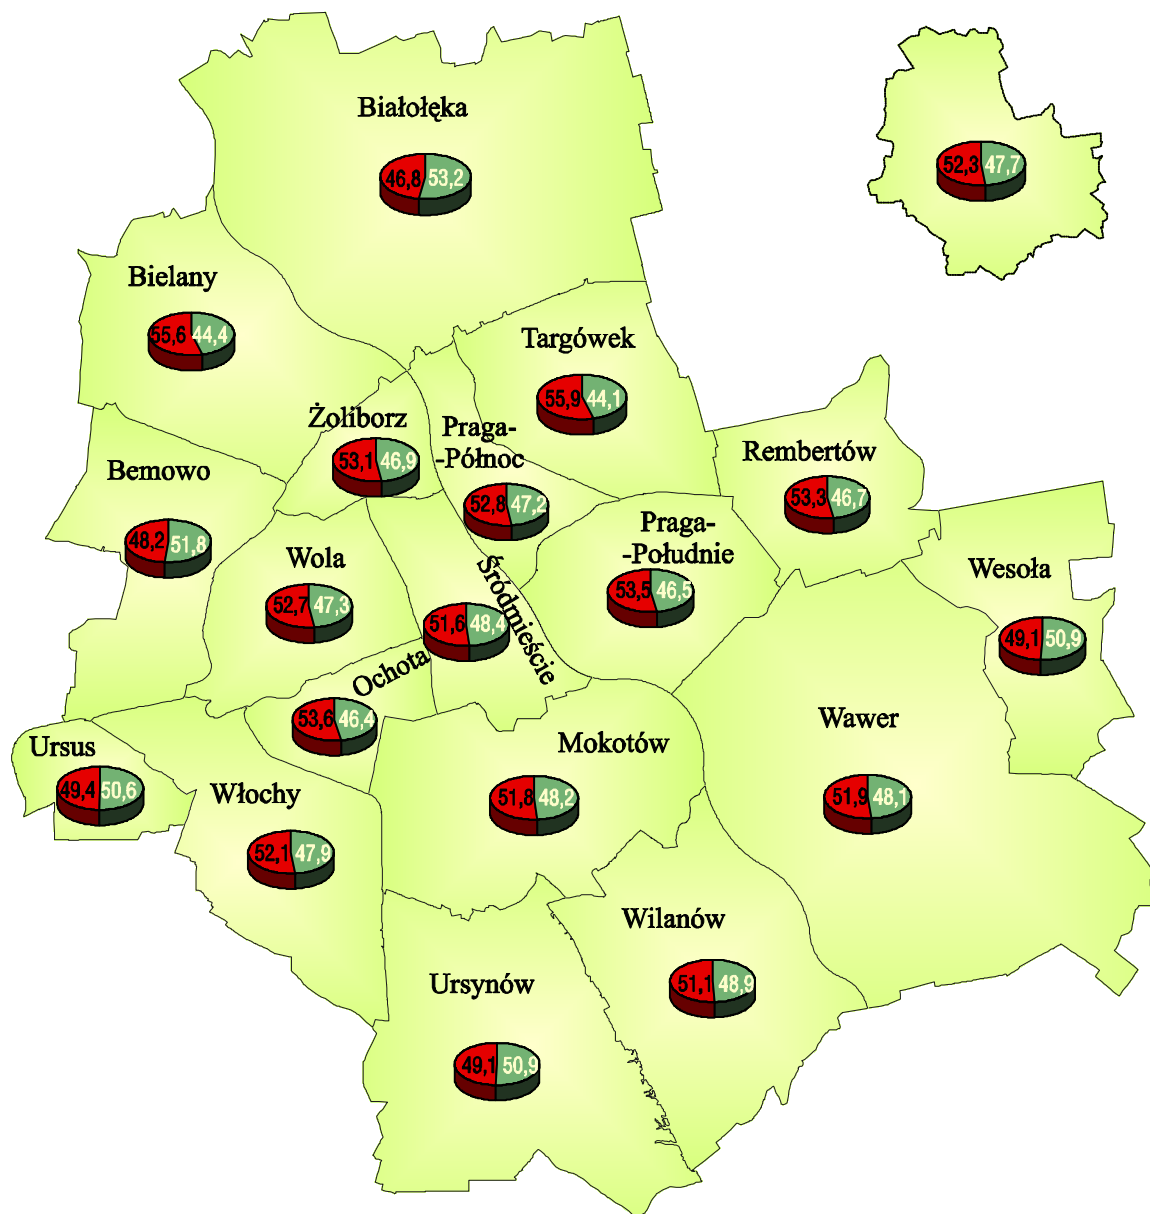 Białołęka
46,8 53,2
52,3 47,7
Bielany
55,6 44,4
Targówek
55,9 44,1
Żoliborz
53,1 46,9
Praga-
-Północ
52,8 47,2
Rembertów
53,3 46,7
Bemowo
48,2 51,8
Wola
52,7 47,3
Śródmieście
51,6 48,4
Praga-
-Południe
53,5 46,5
Wesoła
49,1 50,9
Ochota
53,6 46,4
Wawer
51,9 48,1
Ursus
49,4 50,6
Włochy
52,1 47,9
Mokotów
51,8 48,2
Wilanów
51,1 48,9
Ursynów
49,1 50,9